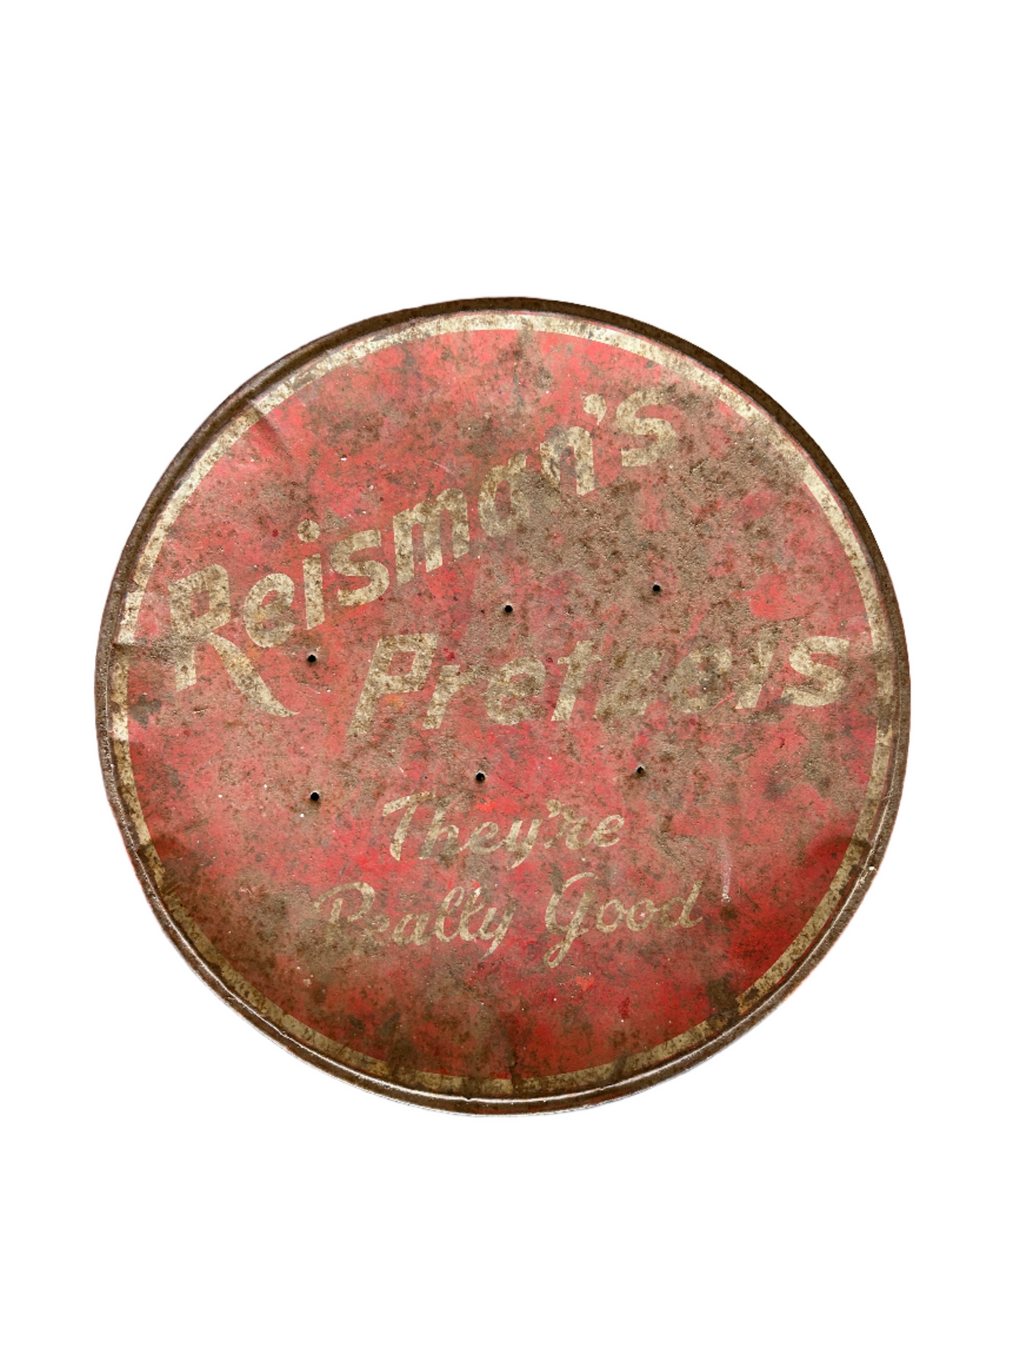 Reisman's
Pretzels
They're
Really Good